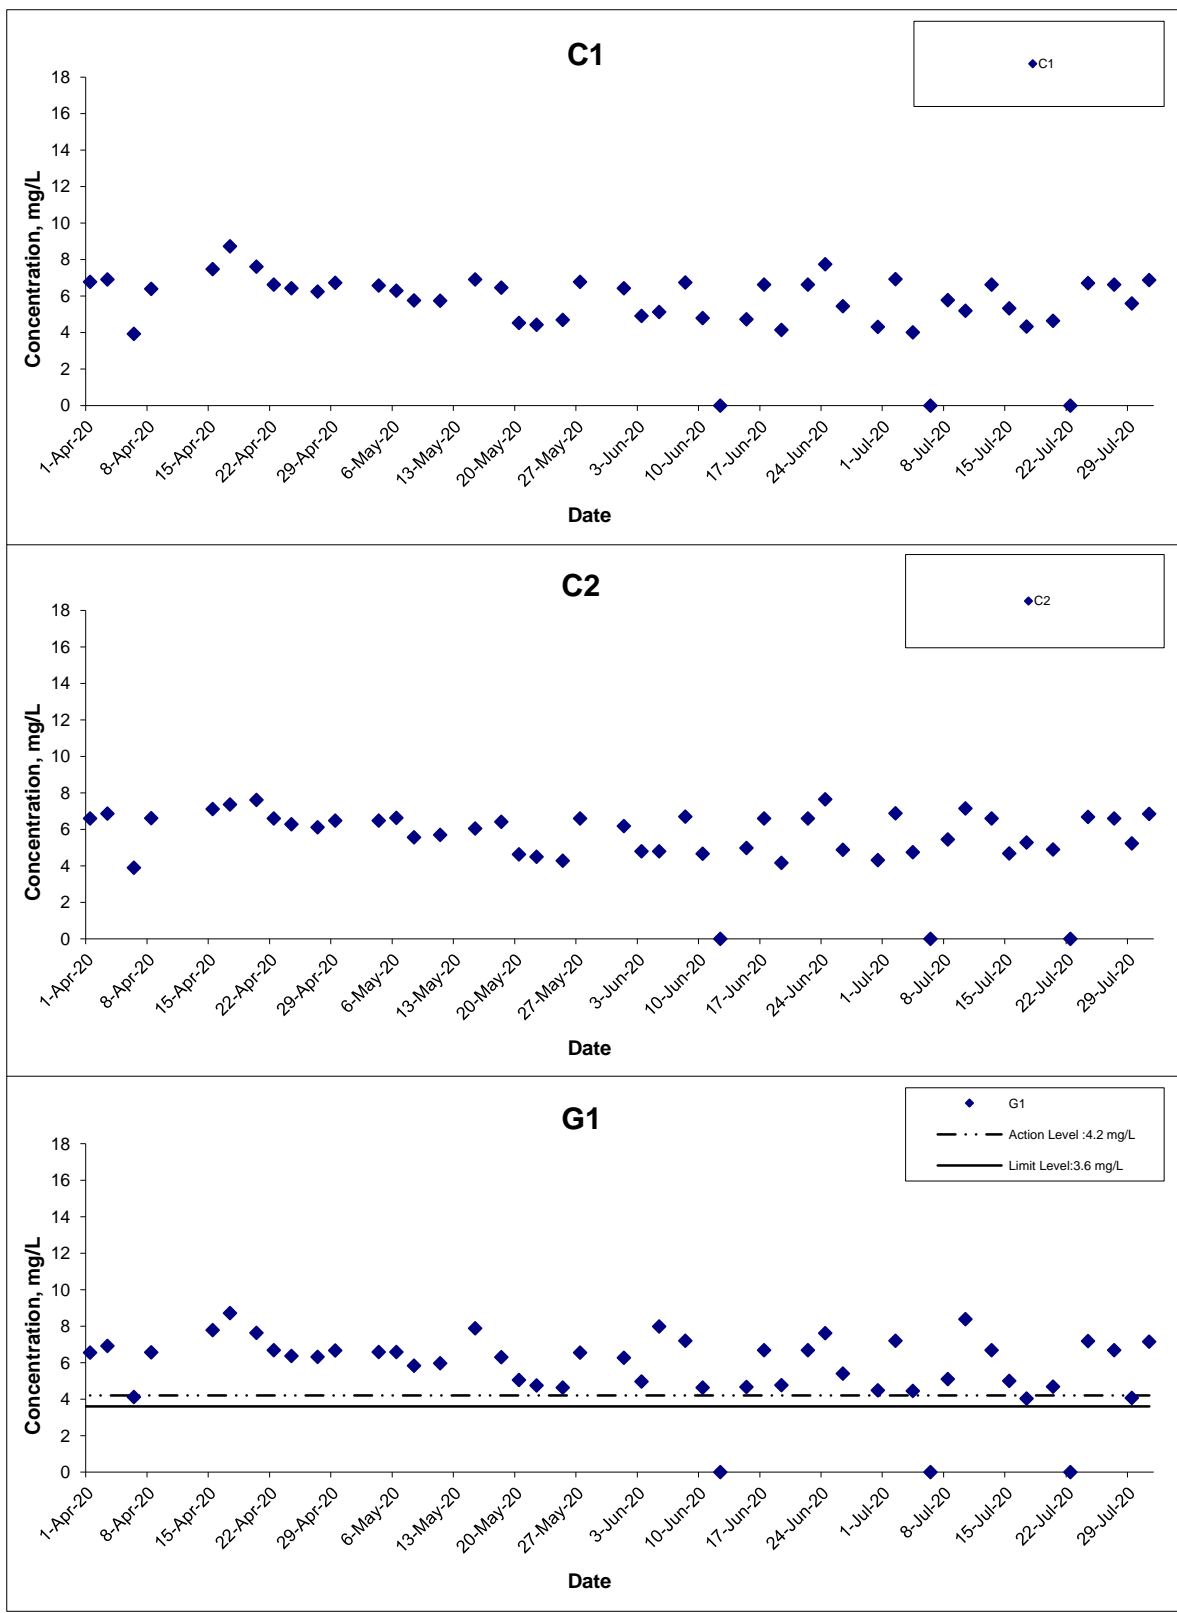 C1
C1
18
16
14
12
10
8
6
4
2
0
Concentration, mg/L
1-Apr-20
8-Apr-20
15-Apr-20
22-Apr-20
29-Apr-20
6-May-20
13-May-20
20-May-20
27-May-20
3-Jun-20
10-Jun-20
17-Jun-20
24-Jun-20
1-Jul-20
8-Jul-20
15-Jul-20
22-Jul-20
29-Jul-20
Date
C2
C2
18
16
14
12
10
8
6
4
2
0
Concentration, mg/L
1-Apr-20
8-Apr-20
15-Apr-20
22-Apr-20
29-Apr-20
6-May-20
13-May-20
20-May-20
27-May-20
3-Jun-20
10-Jun-20
17-Jun-20
24-Jun-20
1-Jul-20
8-Jul-20
15-Jul-20
22-Jul-20
29-Jul-20
Date
G1
G1
Action Level :4.2 mg/L
Limit Level:3.6 mg/L
18
16
14
12
10
8
6
4
2
0
Concentration, mg/L
1-Apr-20
8-Apr-20
15-Apr-20
22-Apr-20
29-Apr-20
6-May-20
13-May-20
20-May-20
27-May-20
3-Jun-20
10-Jun-20
17-Jun-20
24-Jun-20
1-Jul-20
8-Jul-20
15-Jul-20
22-Jul-20
29-Jul-20
Date